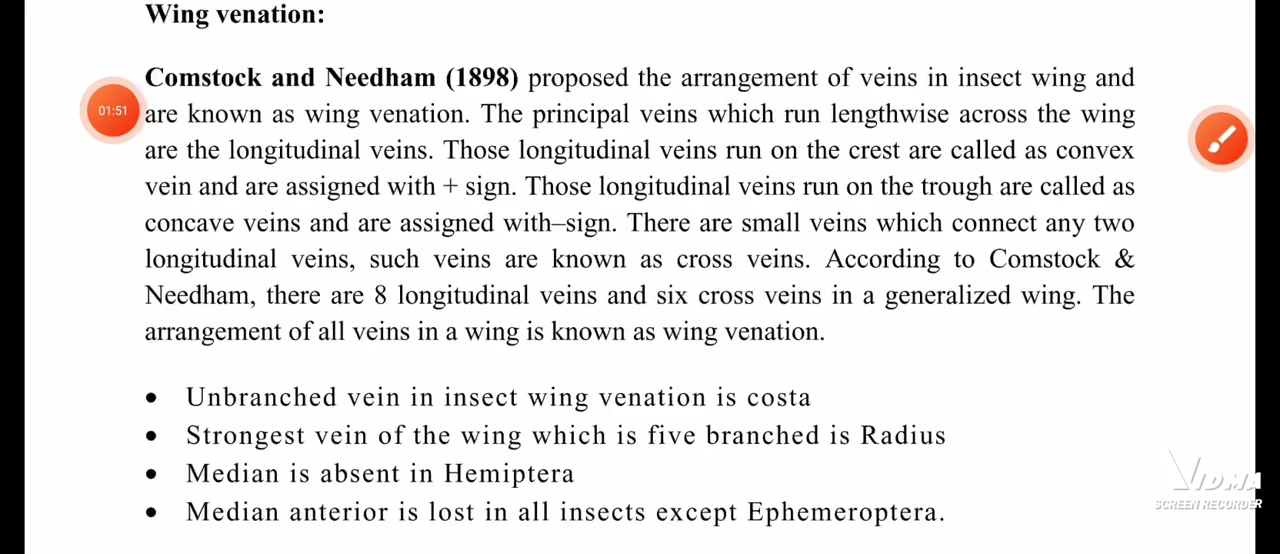 Wing venation:
Comstock and Needham (1898) proposed the arrangement of veins in insect wing and
01:51
are known as wing venation. The principal veins which run lengthwise across the wing
are the longitudinal veins. Those longitudinal veins run on the crest are called as convex
vein and are assigned with + sign. Those longitudinal veins run on the trough are called as
concave veins and are assigned with–sign. There are small veins which connect any two
longitudinal veins, such veins are known as cross veins. According to Comstock &
Needham, there are 8 longitudinal veins and six cross veins in a generalized wing. The
arrangement of all veins in a wing is known as wing venation.
• Unbranched vein in insect wing venation is costa
• Strongest vein of the wing which is five branched is Radius
• Median is absent in Hemiptera
• Median anterior is lost in all insects except Ephemeroptera.
VIDMA
SCREEN RECORDER